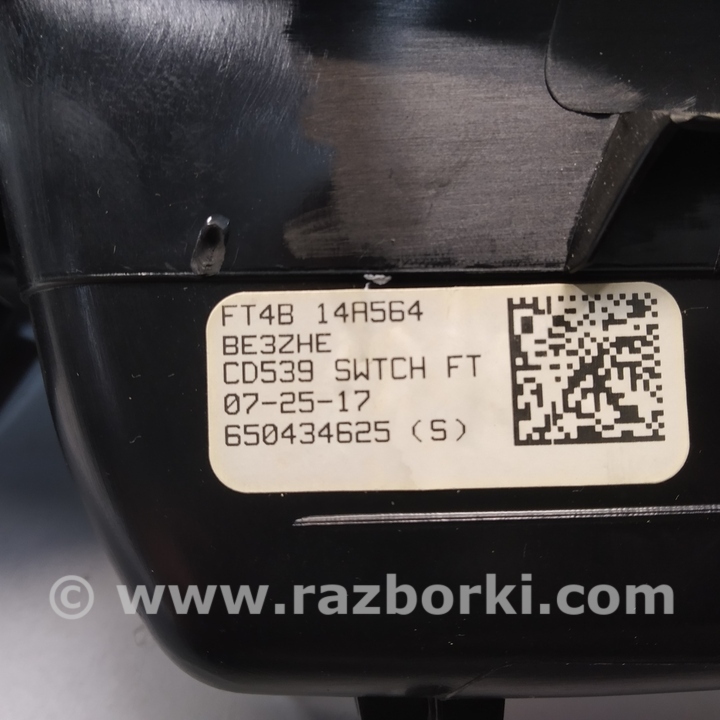 FT4B 14A564
BE3ZHE
CD539 SWTCH FT
07-25-17
650434625 (S)
© www.razborki.com